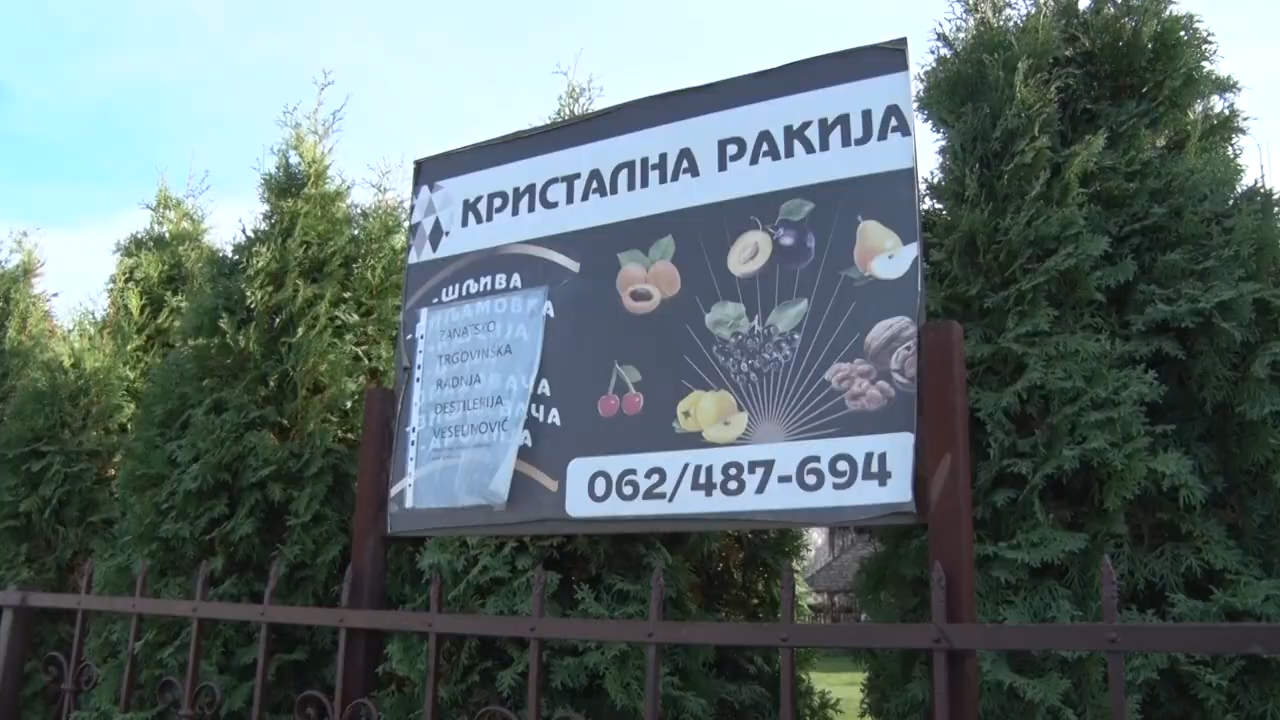 КРИСТАЛНА РАКИЈА
-ШЉИВА
ZANATSKO
TRGOVINSKA
RADNJA
DESTILERIJA
VESELINOVIĆ
062/487-694